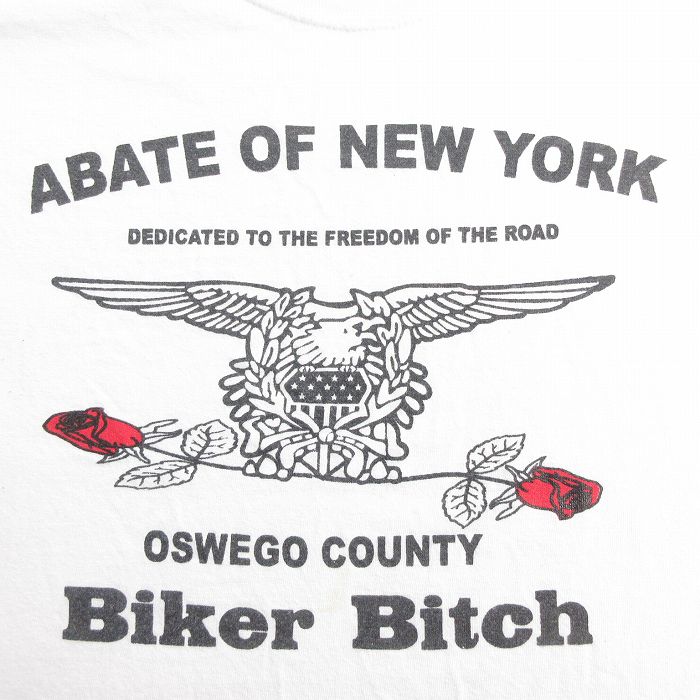 ABATE OF NEW YORK
DEDICATED TO THE FREEDOM OF THE ROAD
OSWEGO COUNTY
Biker Bitch